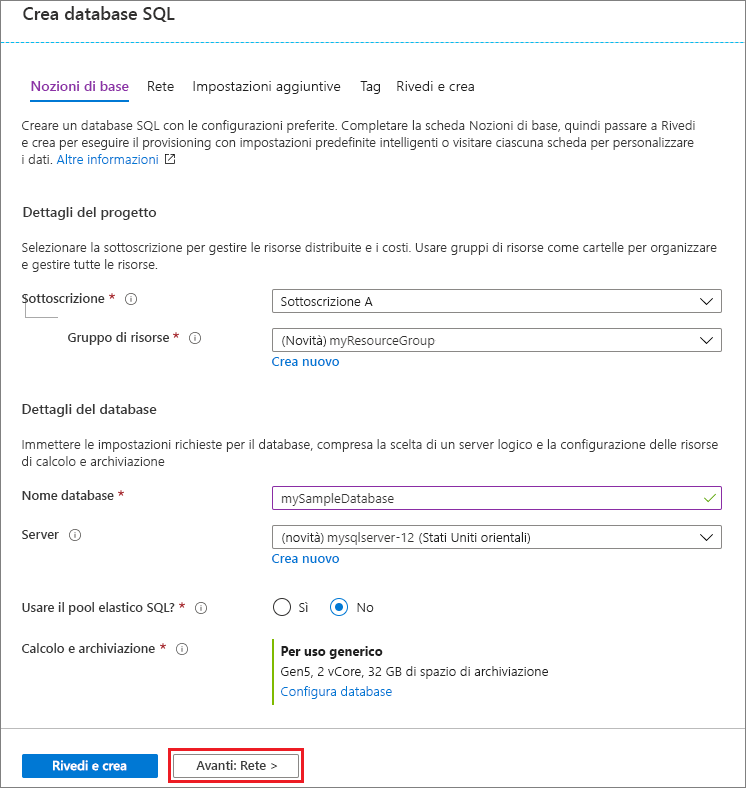 Crea database SQL
Nozioni di base Rete Impostazioni aggiuntive Tag Rivedi e crea
Creare un database SQL con le configurazioni preferite. Completare la scheda Nozioni di base, quindi passare a Rivedi
e crea per eseguire il provisioning con impostazioni predefinite intelligenti o visitare ciascuna scheda per personalizzare
i dati. Altre informazioni
Dettagli del progetto
Selezionare la sottoscrizione per gestire le risorse distribuite e i costi. Usare gruppi di risorse come cartelle per organizzare
e gestire tutte le risorse.
Sottoscrizione * Sottoscrizione A
Gruppo di risorse * (Novità) myResourceGroup
Crea nuovo
Dettagli del database
Immettere le impostazioni richieste per il database, compresa la scelta di un server logico e la configurazione delle risorse
di calcolo e archiviazione
Nome database * mySampleDatabase
Server (novità) mysqlserver-12 (Stati Uniti orientali)
Crea nuovo
Usare il pool elastico SQL? * Sì No
Calcolo e archiviazione * Per uso generico
Gen5, 2 vCore, 32 GB di spazio di archiviazione
Configura database
Rivedi e crea Avanti: Rete >